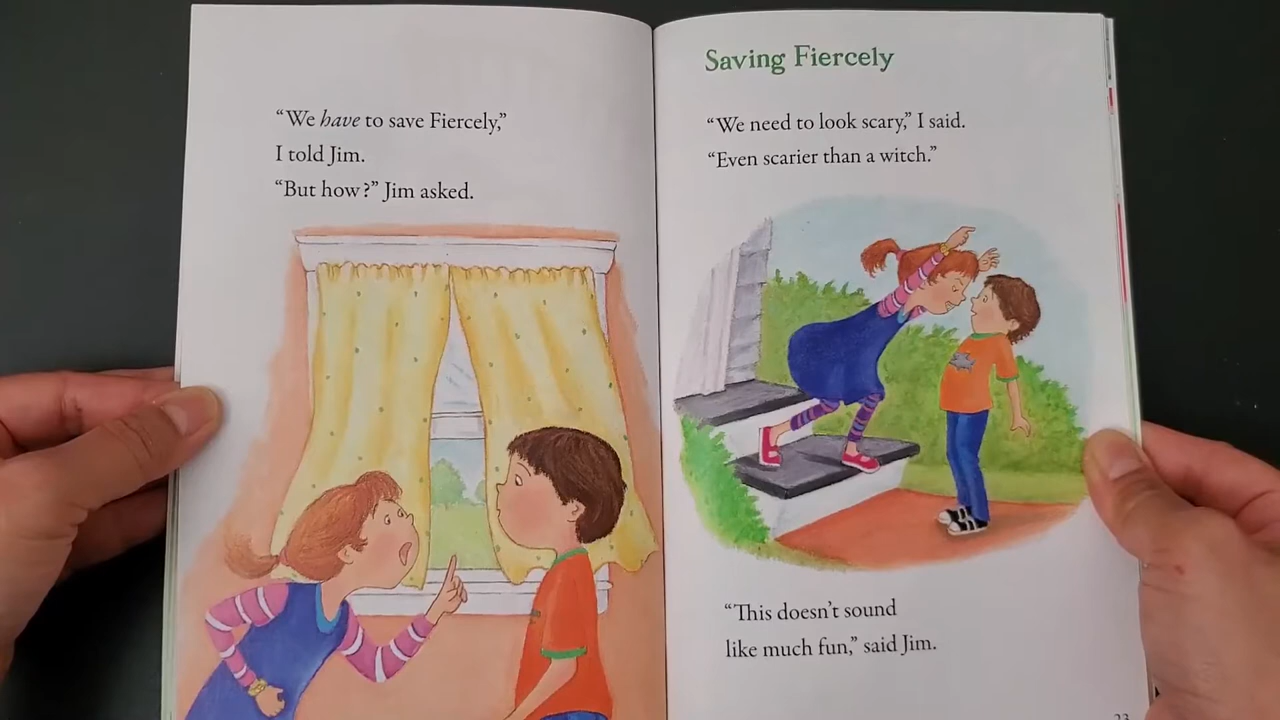 “We have to save Fiercely,”
I told Jim.
“But how?” Jim asked.
Saving Fiercely
“We need to look scary,” I said.
“Even scarier than a witch.”
“This doesn’t sound
like much fun,” said Jim.
23